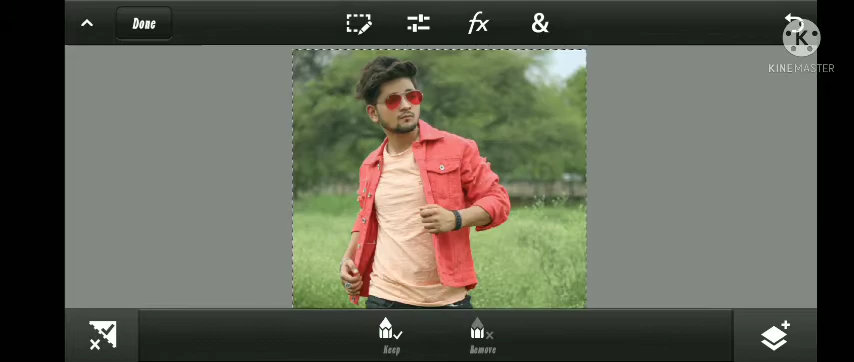 Done
fx
&
K
KINEMASTER
Keep
Remove